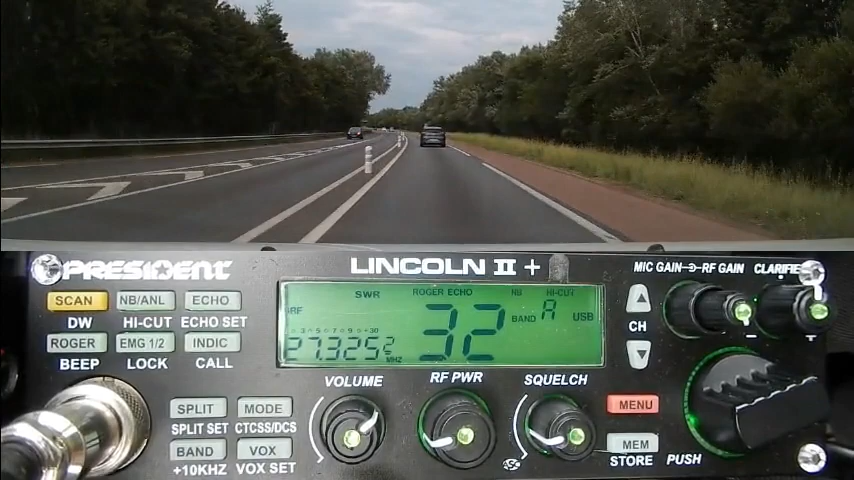 PRESIDENT
LINCOLN II +
MIC GAIN RF GAIN CLARIFIER
SCAN NB/ANL ECHO
DW HI-CUT ECHO SET
ROGER EMG 1/2 INDIC
BEEP LOCK CALL
SWR ROGER ECHO NB HI-CUT
32 BAND A USB
27.325 MHZ
CH
VOLUME RF PWR SQUELCH
SPLIT MODE
SPLIT SET CTCSS/DCS
BAND VOX
+10KHZ VOX SET
MENU
MEM
STORE PUSH
ASC
- +